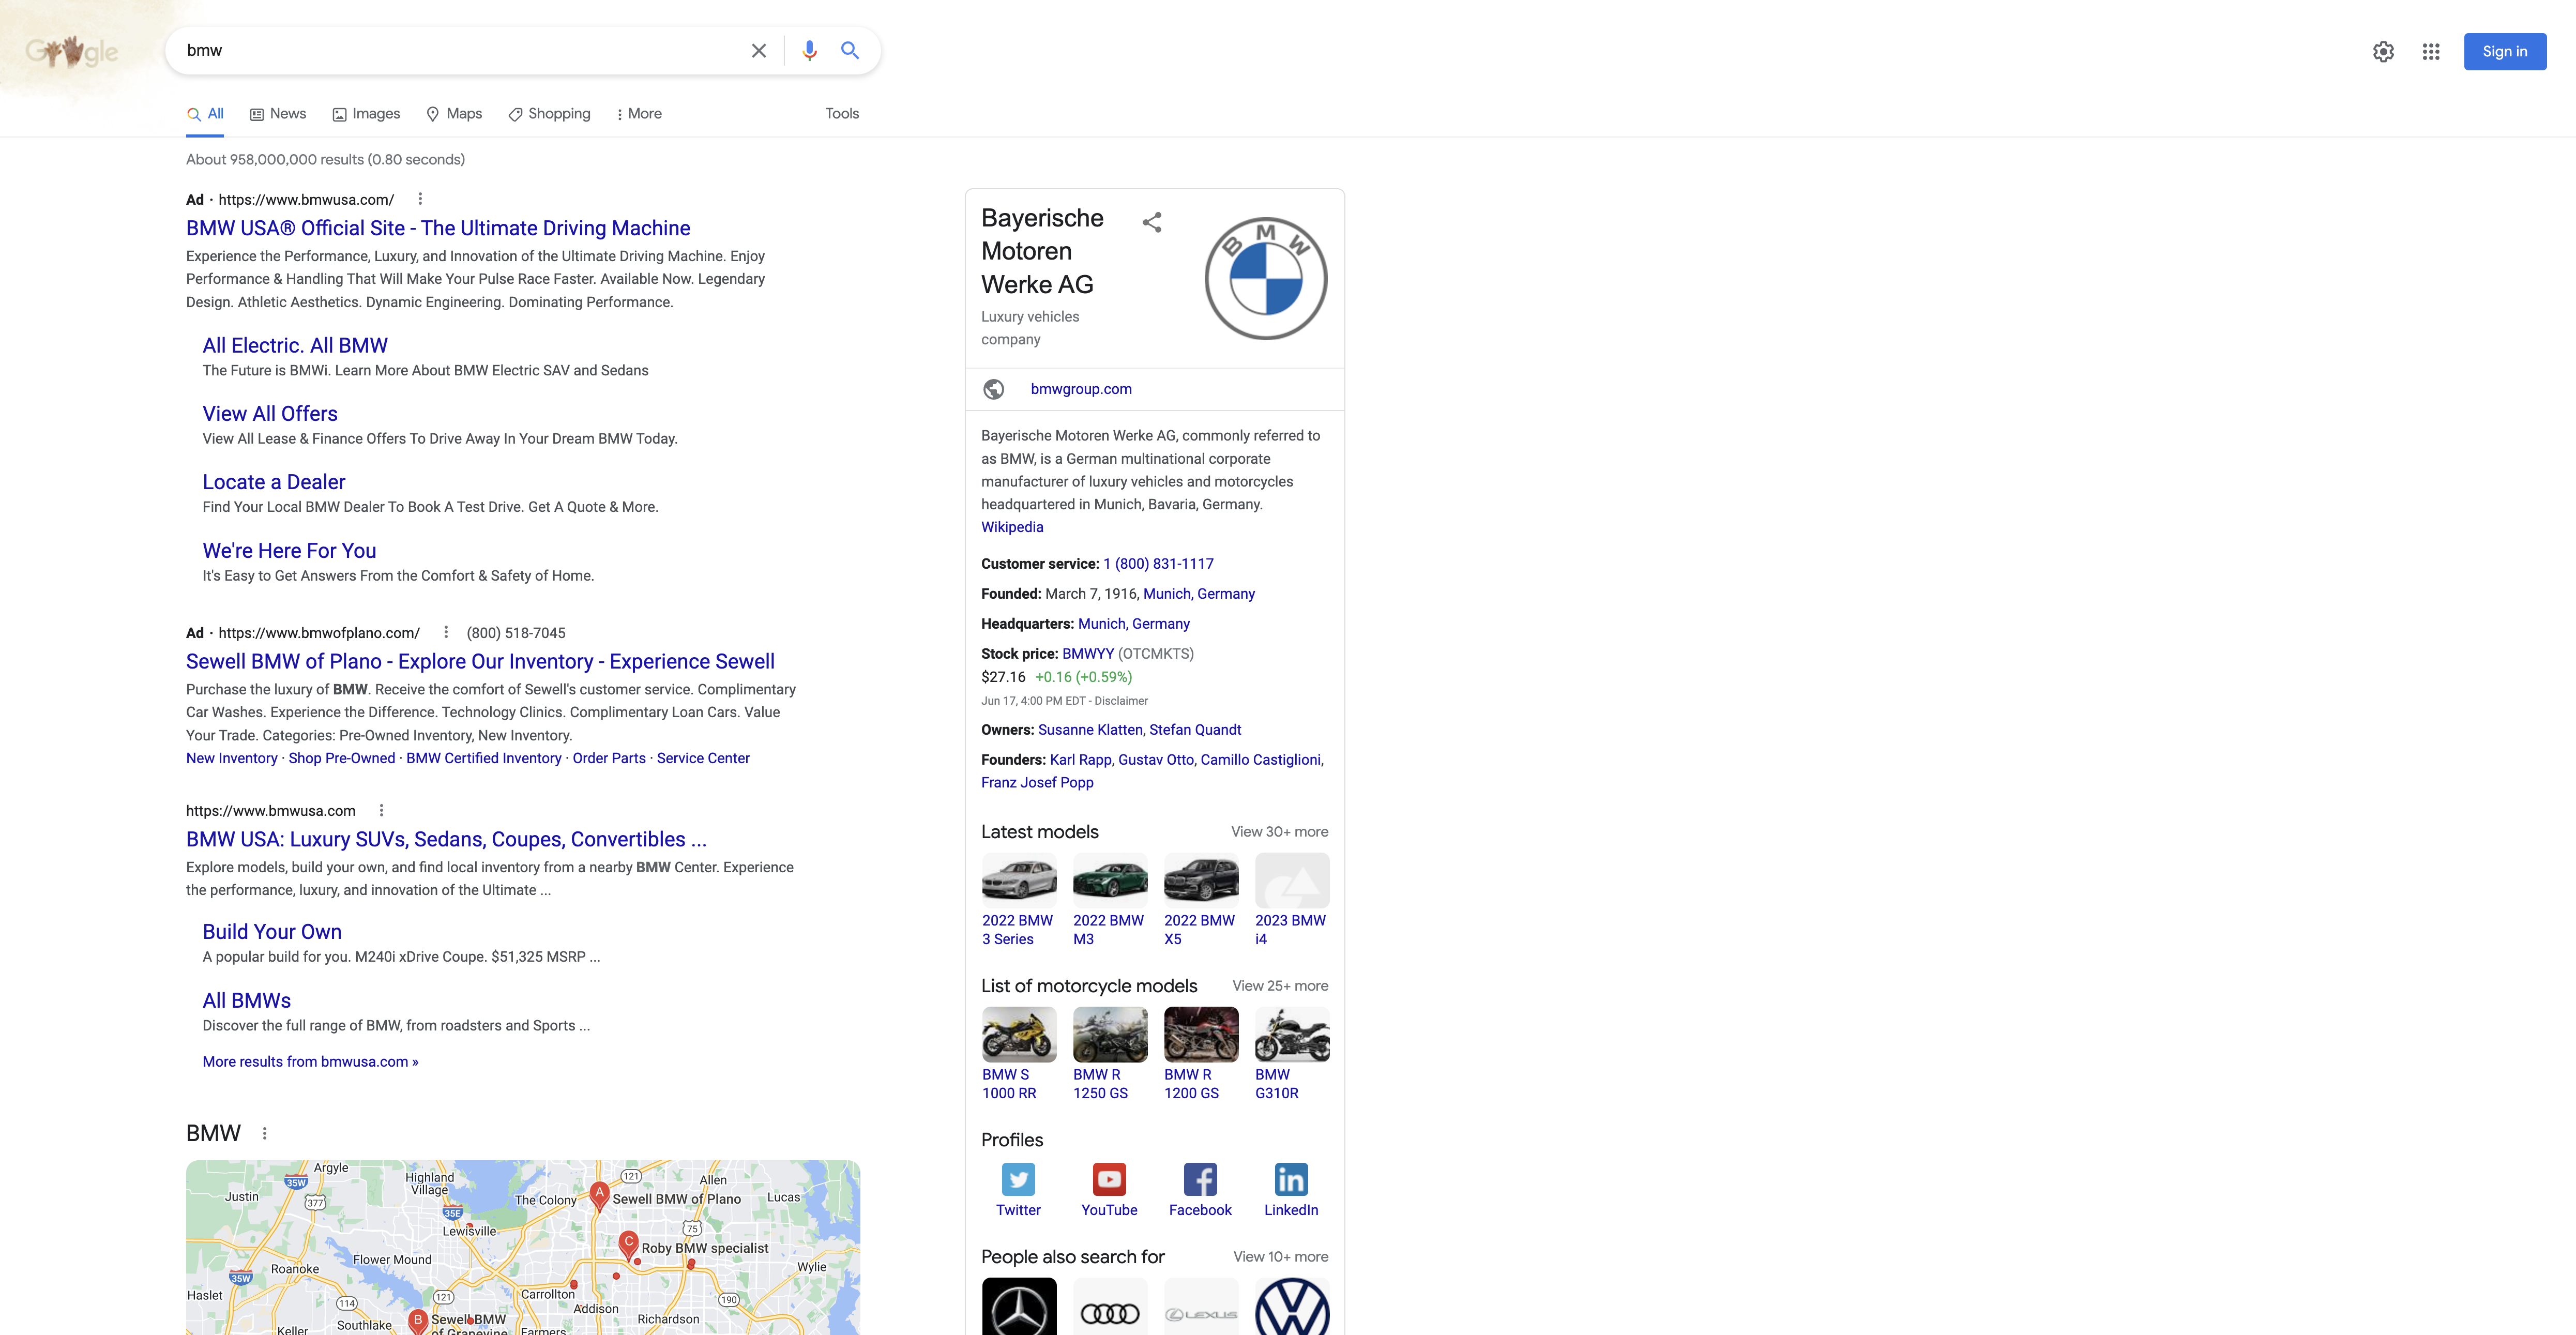 Google
bmw
Sign in
All
News
Images
Maps
Shopping
More
Tools
About 958,000,000 results (0.80 seconds)
Ad · https://www.bmwusa.com/
BMW USA® Official Site - The Ultimate Driving Machine
Experience the Performance, Luxury, and Innovation of the Ultimate Driving Machine. Enjoy
Performance & Handling That Will Make Your Pulse Race Faster. Available Now. Legendary
Design. Athletic Aesthetics. Dynamic Engineering. Dominating Performance.
All Electric. All BMW
The Future is BMWi. Learn More About BMW Electric SAV and Sedans
View All Offers
View All Lease & Finance Offers To Drive Away In Your Dream BMW Today.
Locate a Dealer
Find Your Local BMW Dealer To Book A Test Drive. Get A Quote & More.
We're Here For You
It's Easy to Get Answers From the Comfort & Safety of Home.
Ad · https://www.bmwofplano.com/ (800) 518-7045
Sewell BMW of Plano - Explore Our Inventory - Experience Sewell
Purchase the luxury of BMW. Receive the comfort of Sewell's customer service. Complimentary
Car Washes. Experience the Difference. Technology Clinics. Complimentary Loan Cars. Value
Your Trade. Categories: Pre-Owned Inventory, New Inventory.
New Inventory · Shop Pre-Owned · BMW Certified Inventory · Order Parts · Service Center
https://www.bmwusa.com
BMW USA: Luxury SUVs, Sedans, Coupes, Convertibles ...
Explore models, build your own, and find local inventory from a nearby BMW Center. Experience
the performance, luxury, and innovation of the Ultimate ...
Build Your Own
A popular build for you. M240i xDrive Coupe. $51,325 MSRP ...
All BMWs
Discover the full range of BMW, from roadsters and Sports ...
More results from bmwusa.com »
BMW
Argyle
35W
Highland
Village
121
Allen
Justin
377
The Colony
A
Sewell BMW of Plano
Lucas
35E
Lewisville
75
C
Roby BMW specialist
Flower Mound
Wylie
Roanoke
35W
Haslet
114
121
Carrollton
Addison
190
Southlake
B
Sewell BMW
of Grapevine
Richardson
Keller
Farmers
Bayerische
Motoren
Werke AG
BMW
Luxury vehicles
company
bmwgroup.com
Bayerische Motoren Werke AG, commonly referred to
as BMW, is a German multinational corporate
manufacturer of luxury vehicles and motorcycles
headquartered in Munich, Bavaria, Germany.
Wikipedia
Customer service: 1 (800) 831-1117
Founded: March 7, 1916, Munich, Germany
Headquarters: Munich, Germany
Stock price: BMWYY (OTCMKTS)
$27.16 +0.16 (+0.59%)
Jun 17, 4:00 PM EDT - Disclaimer
Owners: Susanne Klatten, Stefan Quandt
Founders: Karl Rapp, Gustav Otto, Camillo Castiglioni,
Franz Josef Popp
Latest models
View 30+ more
2022 BMW
3 Series
2022 BMW
M3
2022 BMW
X5
2023 BMW
i4
List of motorcycle models
View 25+ more
BMW S
1000 RR
BMW R
1250 GS
BMW R
1200 GS
BMW
G310R
Profiles
Twitter
YouTube
Facebook
LinkedIn
People also search for
View 10+ more
LEXUS